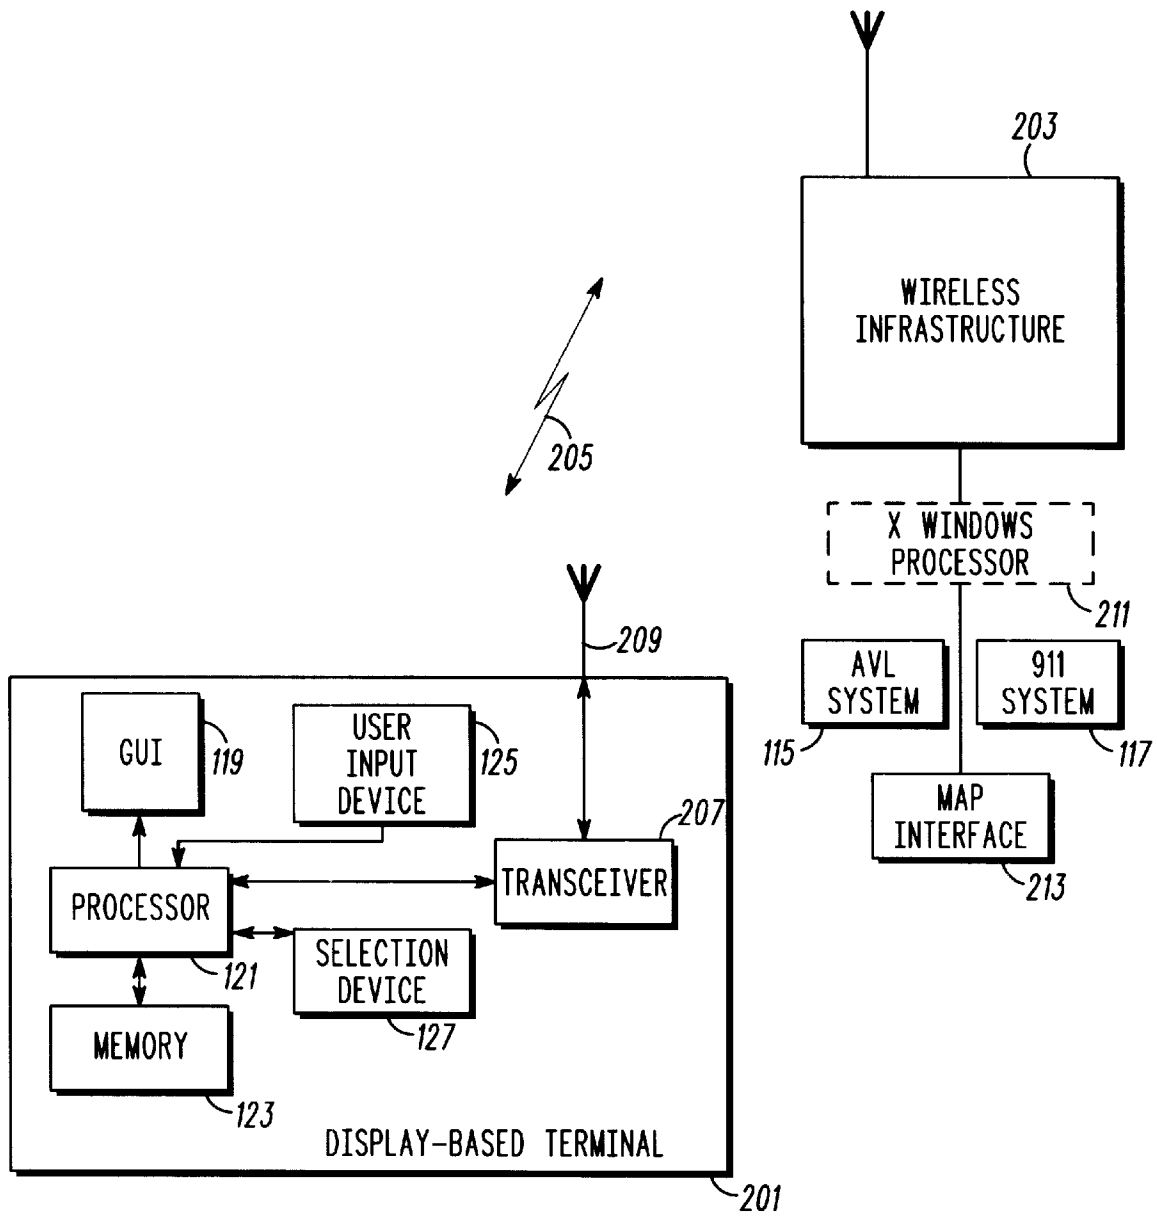 203
WIRELESS
INFRASTRUCTURE
205
X WINDOWS
PROCESSOR
211
209
AVL
SYSTEM
115
911
SYSTEM
117
MAP
INTERFACE
213
GUI
119
USER
INPUT
DEVICE
125
207
TRANSCEIVER
PROCESSOR
121
SELECTION
DEVICE
127
MEMORY
123
DISPLAY-BASED TERMINAL
201